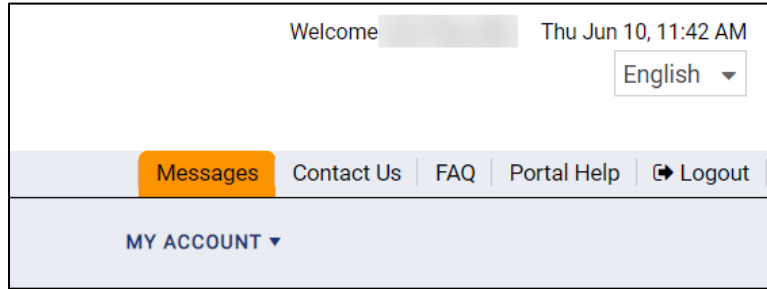 Welcome Thu Jun 10, 11:42 AM
English
Messages Contact Us FAQ Portal Help Logout
MY ACCOUNT